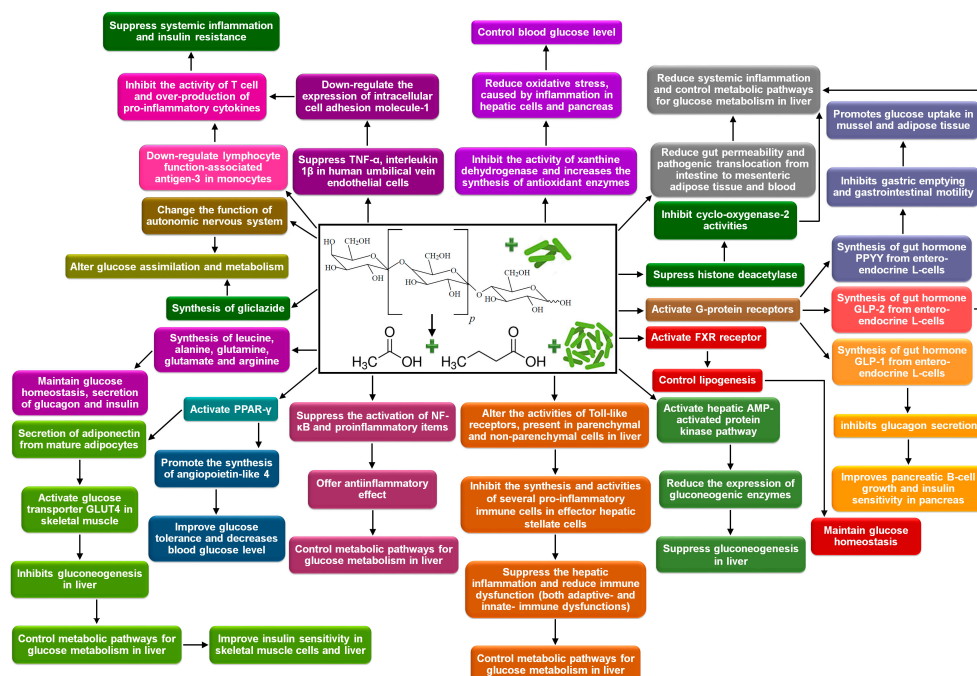 Suppress systemic inflammation
and insulin resistance
Control blood glucose level
Inhibit the activity of T cell
and over-production of
pro-inflammatory cytokines
Down-regulate the
expression of intracellular
cell adhesion molecule-1
Reduce oxidative stress,
caused by inflammation in
hepatic cells and pancreas
Reduce systemic inflammation
and control metabolic pathways
for glucose metabolism in liver
Promotes glucose uptake in
mussel and adipose tissue
Down-regulate lymphocyte
function-associated
antigen-3 in monocytes
Suppress TNF-α, interleukin
1β in human umbilical vein
endothelial cells
Inhibit the activity of xanthine
dehydrogenase and increases the
synthesis of antioxidant enzymes
Reduce gut permeability and
pathogenic translocation from
intestine to mesenteric
adipose tissue and blood
Inhibits gastric emptying
and gastrointestinal motility
Change the function of
autonomic nervous system
Inhibit cyclo-oxygenase-2
activities
Alter glucose assimilation and metabolism
Synthesis of gut hormone
PPYY from entero-
endocrine L-cells
Supress histone deacetylase
Synthesis of gliclazide
Activate G-protein receptors
Synthesis of gut hormone
GLP-2 from entero-
endocrine L-cells
CH₂OH
CH₂OH
CH₂OH
HO
O
OH
OH
p
H₃C
O
OH
H₃C
O
OH
Activate FXR receptor
Synthesis of leucine,
alanine, glutamine,
glutamate and arginine
Synthesis of gut hormone
GLP-1 from entero-
endocrine L-cells
Control lipogenesis
Maintain glucose
homeostasis, secretion
of glucagon and insulin
Activate PPAR-γ
Suppress the activation of NF-
κB and proinflammatory items
Alter the activities of Toll-like
receptors, present in parenchymal
and non-parenchymal cells in liver
Activate hepatic AMP-
activated protein
kinase pathway
inhibits glucagon secretion
Secretion of adiponectin
from mature adipocytes
Promote the synthesis
of angiopoietin-like 4
Offer antiinflammatory
effect
Inhibit the synthesis and activities
of several pro-inflammatory
immune cells in effector hepatic
stellate cells
Reduce the expression of
gluconeogenic enzymes
Improves pancreatic B-cell
growth and insulin
sensitivity in pancreas
Activate glucose
transporter GLUT4 in
skeletal muscle
Improve glucose
tolerance and decreases
blood glucose level
Control metabolic pathways for
glucose metabolism in liver
Suppress gluconeogenesis
in liver
Maintain glucose
homeostasis
Inhibits gluconeogenesis
in liver
Suppress the hepatic
inflammation and reduce immune
dysfunction (both adaptive- and
innate- immune dysfunctions)
Control metabolic pathways for
glucose metabolism in liver
Improve insulin sensitivity in
skeletal muscle cells and liver
Control metabolic pathways for
glucose metabolism in liver